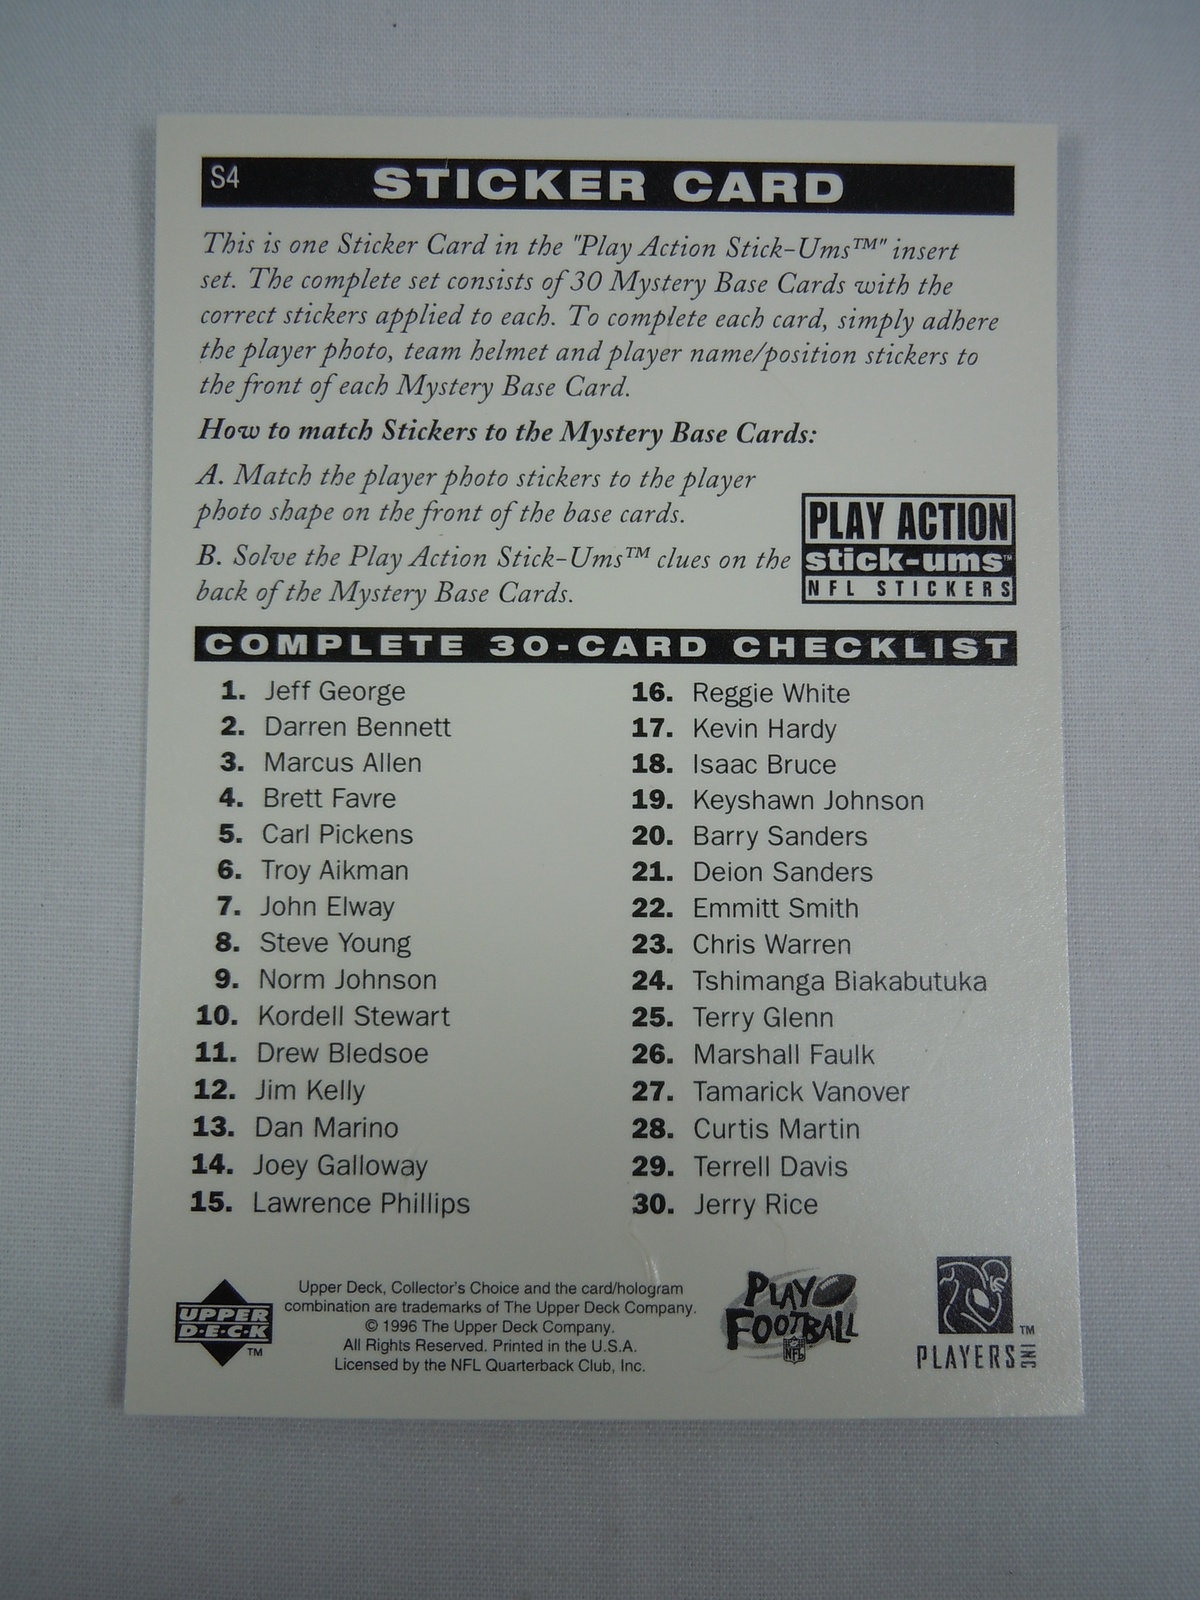 S4 STICKER CARD
This is one Sticker Card in the "Play Action Stick-Ums™" insert
set. The complete set consists of 30 Mystery Base Cards with the
correct stickers applied to each. To complete each card, simply adhere
the player photo, team helmet and player name/position stickers to
the front of each Mystery Base Card.
How to match Stickers to the Mystery Base Cards:
A. Match the player photo stickers to the player
photo shape on the front of the base cards.
B. Solve the Play Action Stick-Ums™ clues on the
back of the Mystery Base Cards.
PLAY ACTION
stick-ums™
NFL STICKERS
COMPLETE 30-CARD CHECKLIST
1. Jeff George
2. Darren Bennett
3. Marcus Allen
4. Brett Favre
5. Carl Pickens
6. Troy Aikman
7. John Elway
8. Steve Young
9. Norm Johnson
10. Kordell Stewart
11. Drew Bledsoe
12. Jim Kelly
13. Dan Marino
14. Joey Galloway
15. Lawrence Phillips
16. Reggie White
17. Kevin Hardy
18. Isaac Bruce
19. Keyshawn Johnson
20. Barry Sanders
21. Deion Sanders
22. Emmitt Smith
23. Chris Warren
24. Tshimanga Biakabutuka
25. Terry Glenn
26. Marshall Faulk
27. Tamarick Vanover
28. Curtis Martin
29. Terrell Davis
30. Jerry Rice
UPPER
D·E·C·K
™
Upper Deck, Collector's Choice and the card/hologram
combination are trademarks of The Upper Deck Company.
© 1996 The Upper Deck Company.
All Rights Reserved. Printed in the U.S.A.
Licensed by the NFL Quarterback Club, Inc.
PLAY
FOOTBALL
NFL
™
PLAYERS INC